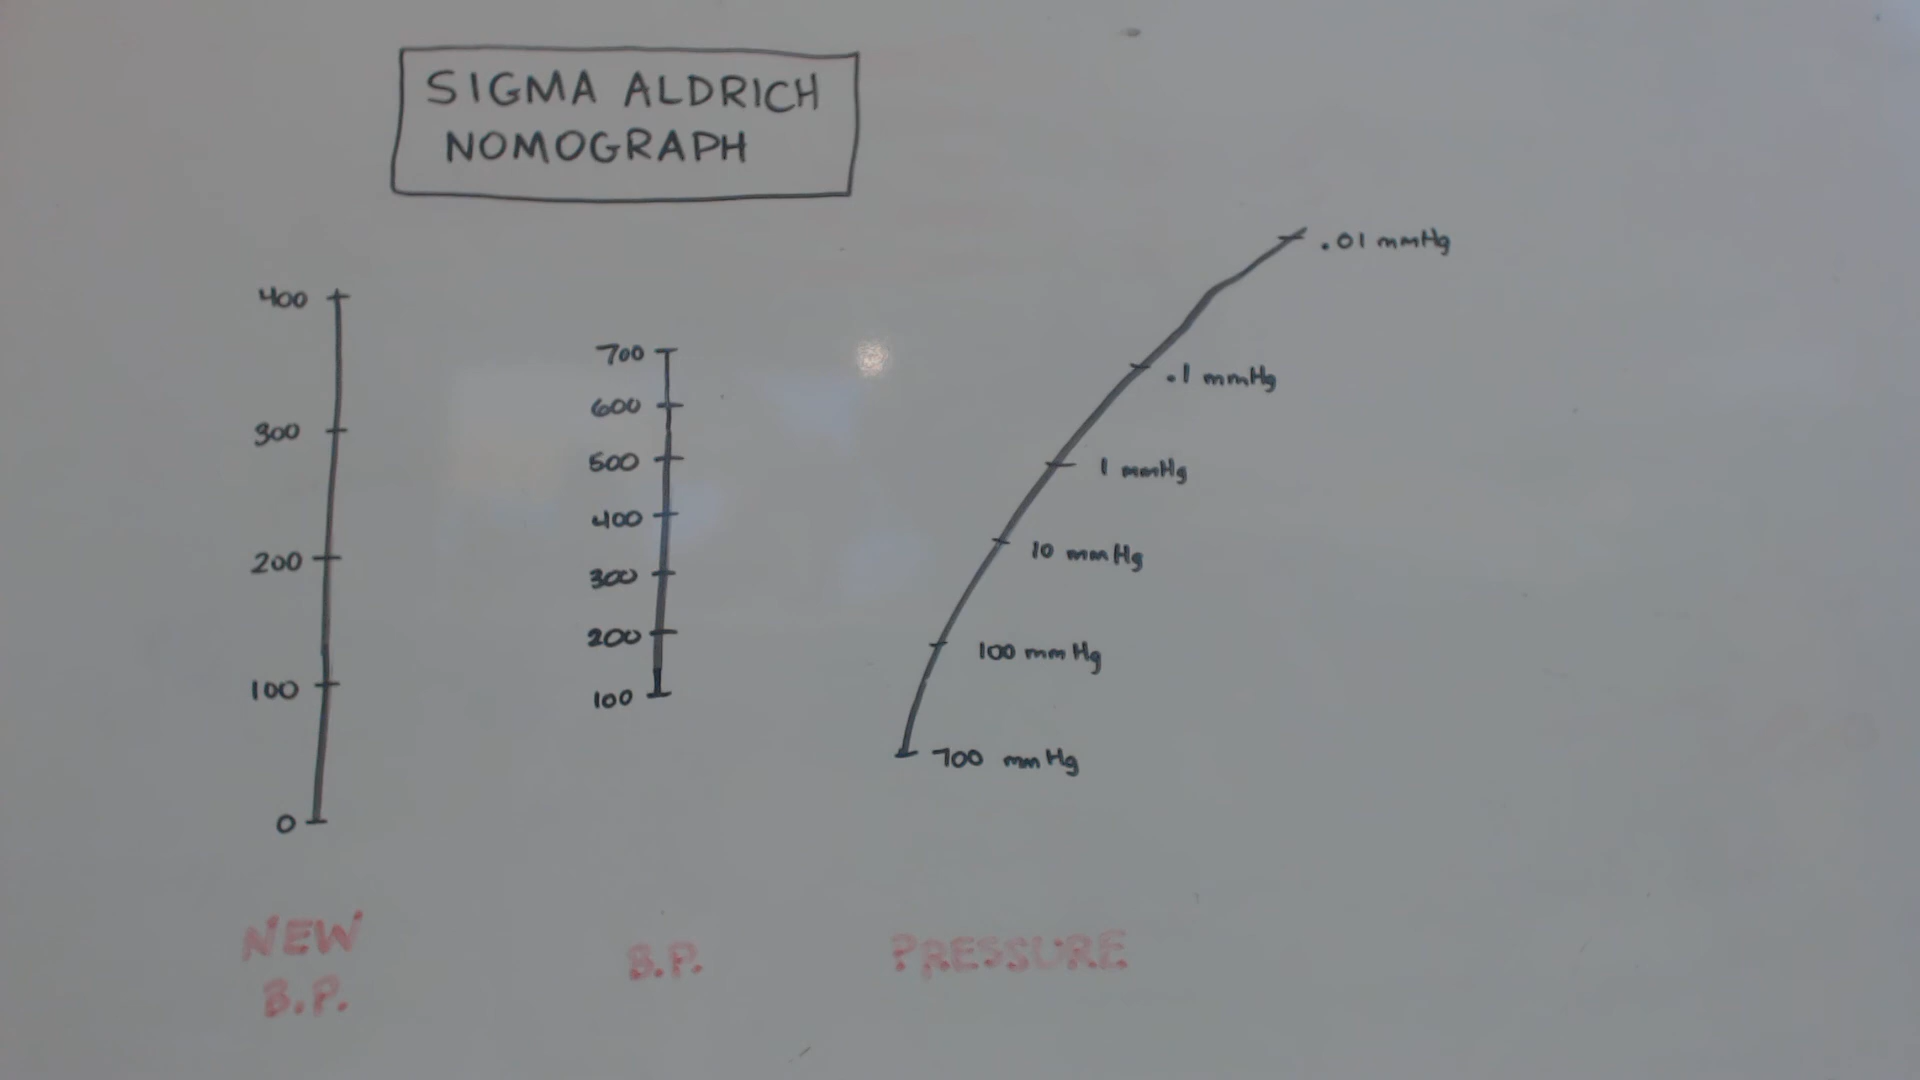 SIGMA ALDRICH
NOMOGRAPH
400
300
200
100
0
700
600
500
400
300
200
100
.01 mmHg
.1 mmHg
1 mmHg
10 mmHg
100 mmHg
700 mmHg
NEW
B.P.
B.P.
PRESSURE